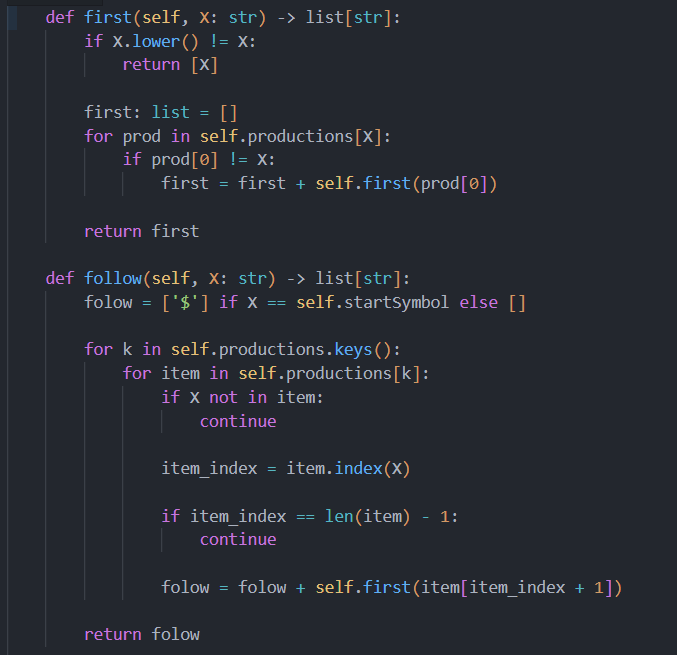 def first(self, X: str) -> list[str]:
if X.lower() != X:
return [X]
first: list = []
for prod in self.productions[X]:
if prod[0] != X:
first = first + self.first(prod[0])
return first
def follow(self, X: str) -> list[str]:
folow = ['$'] if X == self.startSymbol else []
for k in self.productions.keys():
for item in self.productions[k]:
if X not in item:
continue
item_index = item.index(X)
if item_index == len(item) - 1:
continue
folow = folow + self.first(item[item_index + 1])
return folow